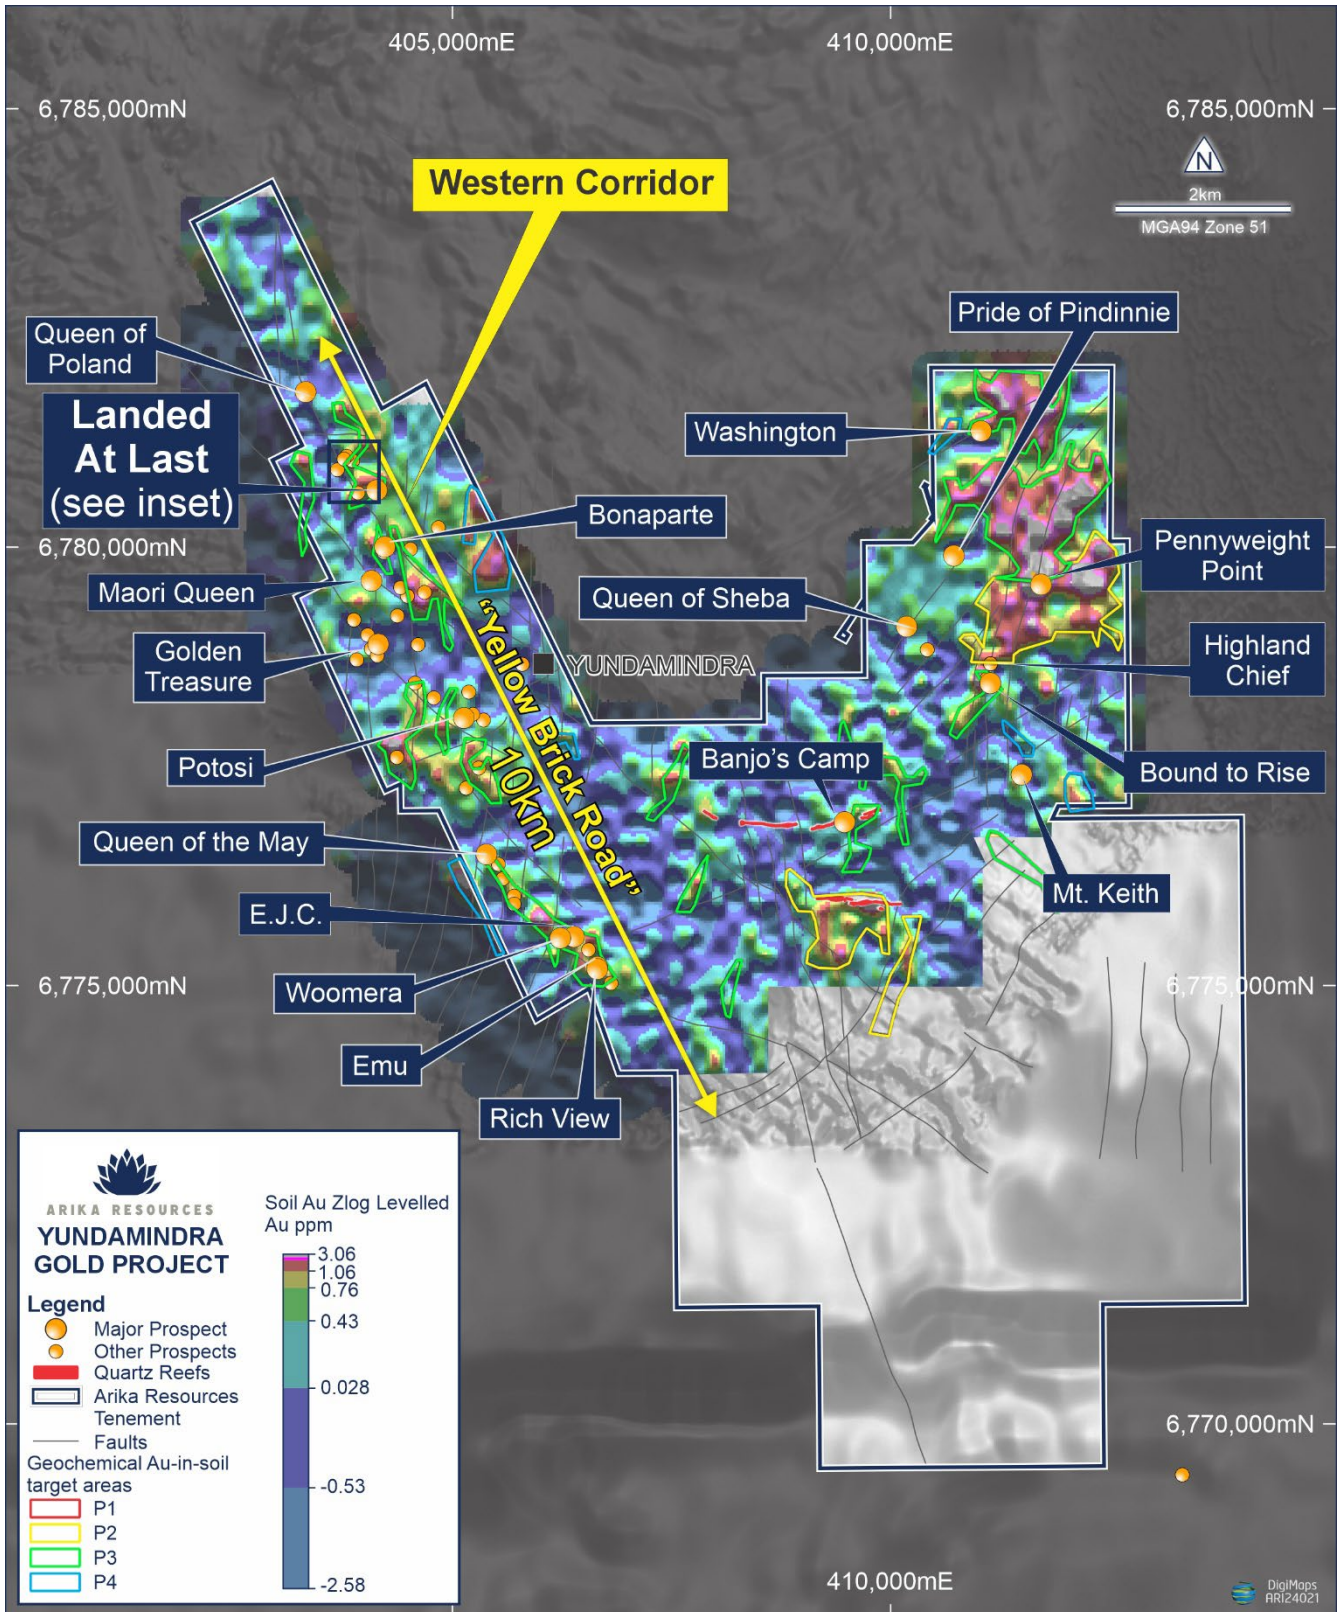 405,000mE
410,000mE
6,785,000mN
6,785,000mN
N
2km
MGA94 Zone 51
Western Corridor
Pride of Pindinnie
Queen of
Poland
Landed
At Last
(see inset)
Washington
Bonaparte
6,780,000mN
Pennyweight
Point
Maori Queen
Queen of Sheba
Golden
Treasure
"Yellow Brick Road"
10km
YUNDAMINDRA
Highland
Chief
Potosi
Banjo's Camp
Bound to Rise
Queen of the May
Mt. Keith
E.J.C.
6,775,000mN
6,775,000mN
Woomera
Emu
Rich View
ARIKA RESOURCES
YUNDAMINDRA
GOLD PROJECT
Legend
Major Prospect
Other Prospects
Quartz Reefs
Arika Resources
Tenement
Faults
Geochemical Au-in-soil
target areas
P1
P2
P3
P4
Soil Au Zlog Levelled
Au ppm
3.06
1.06
0.76
0.43
0.028
-0.53
-2.58
6,770,000mN
410,000mE
DigiMaps
ARI24021